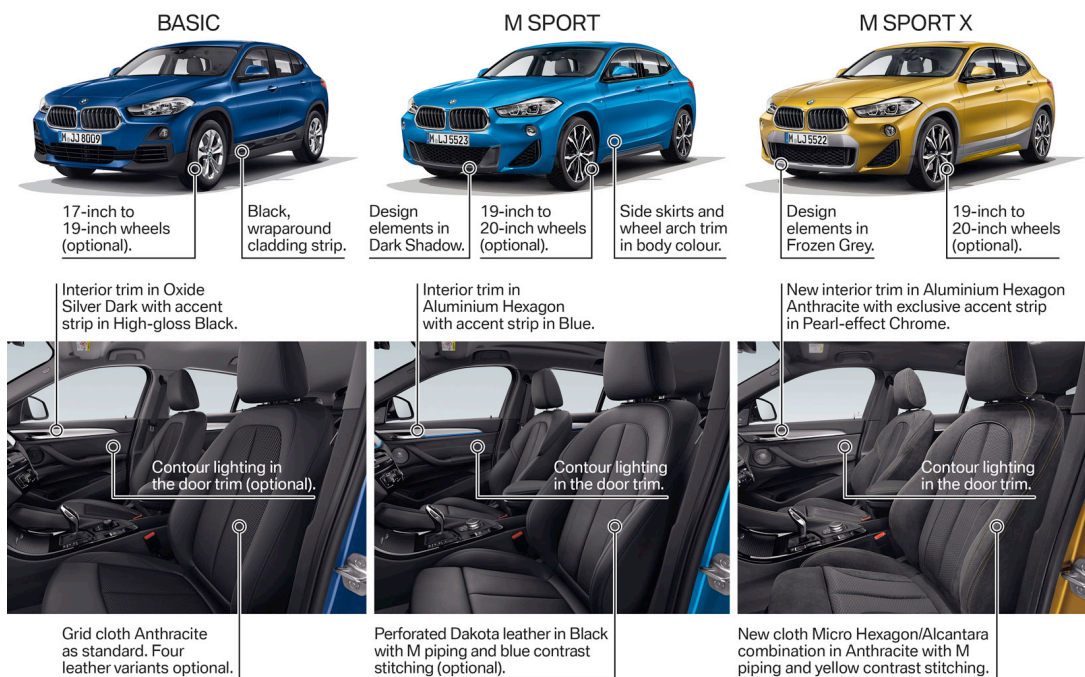 BASIC
M SPORT
M SPORT X
M JJ 8009
M LJ 5523
M LJ 5522
17-inch to
19-inch wheels
(optional).
Black,
wraparound
cladding strip.
Design
elements in
Dark Shadow.
19-inch to
20-inch wheels
(optional).
Side skirts and
wheel arch trim
in body colour.
Design
elements in
Frozen Grey.
19-inch to
20-inch wheels
(optional).
Interior trim in Oxide
Silver Dark with accent
strip in High-gloss Black.
Interior trim in
Aluminium Hexagon
with accent strip in Blue.
New interior trim in Aluminium Hexagon
Anthracite with exclusive accent strip
in Pearl-effect Chrome.
Contour lighting in
the door trim (optional).
Contour lighting
in the door trim.
Contour lighting
in the door trim.
Grid cloth Anthracite
as standard. Four
leather variants optional.
Perforated Dakota leather in Black
with M piping and blue contrast
stitching (optional).
New cloth Micro Hexagon/Alcantara
combination in Anthracite with M
piping and yellow contrast stitching.